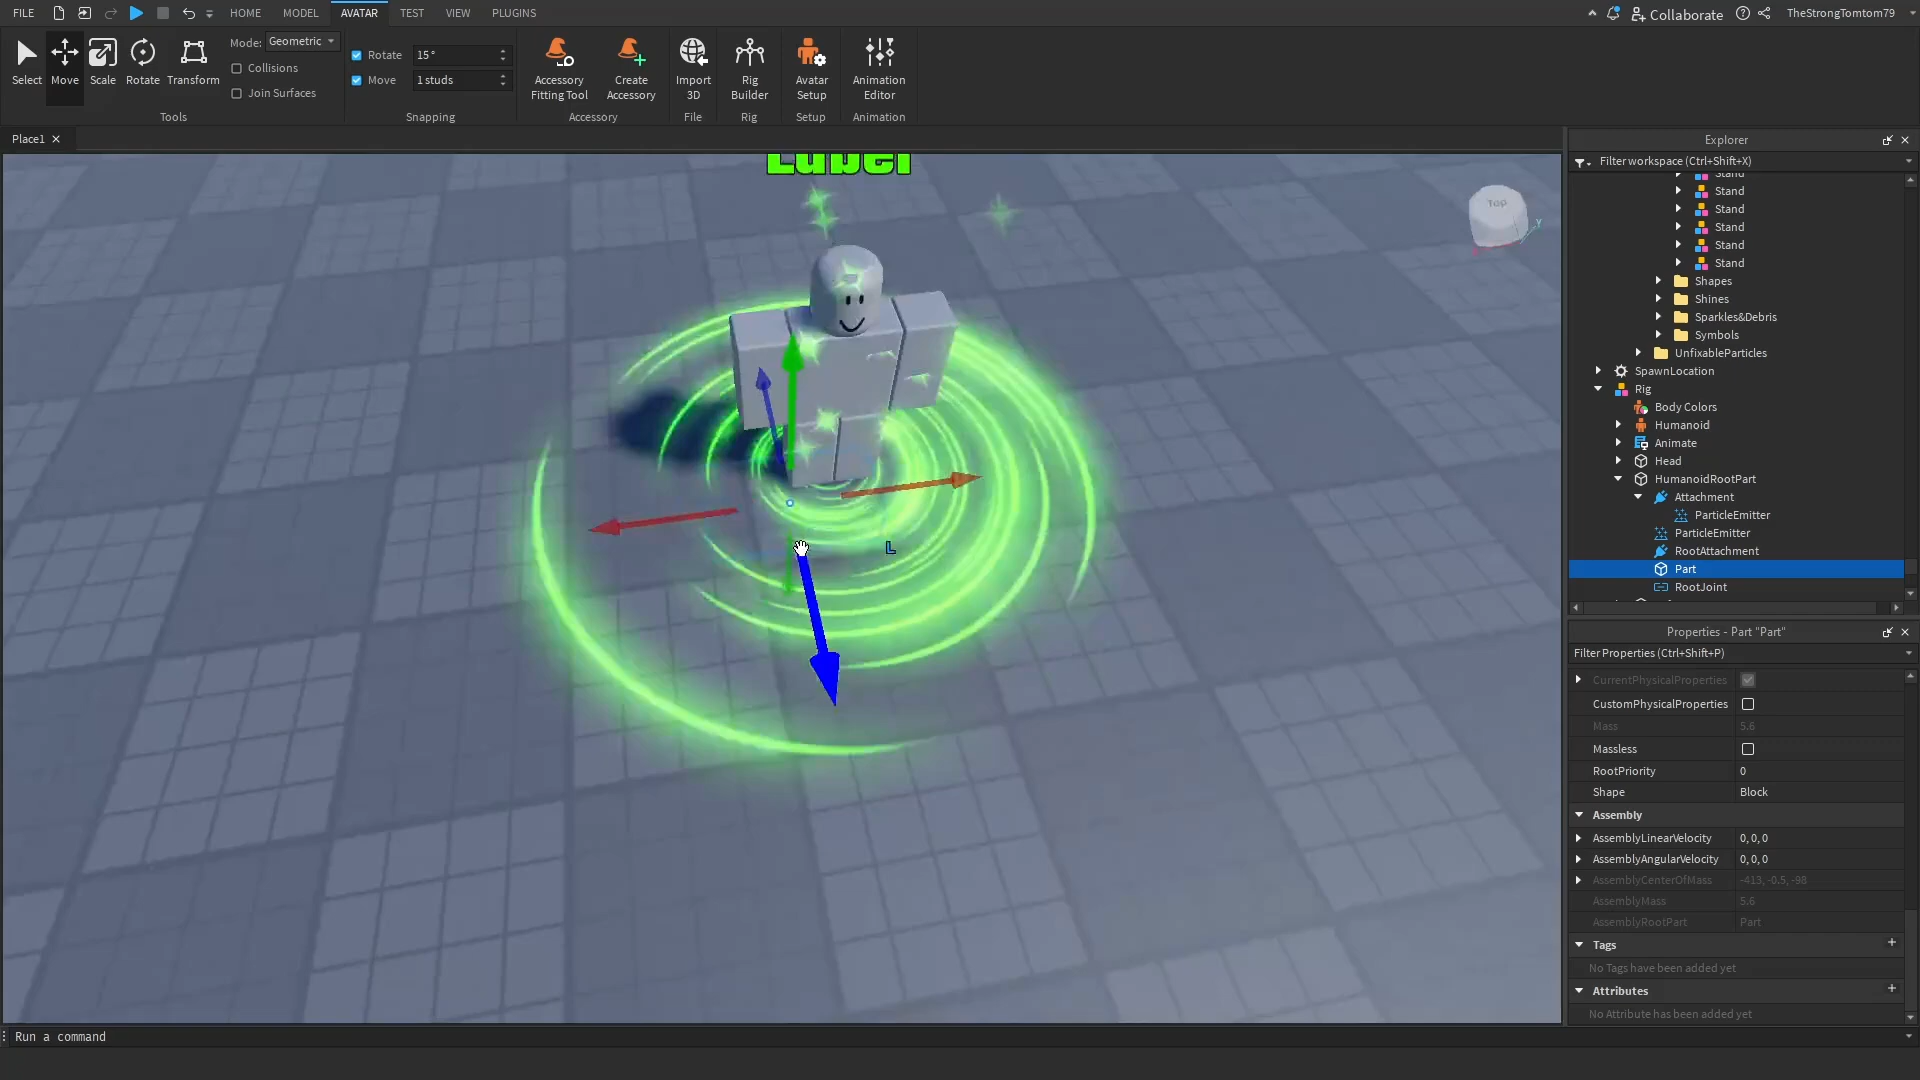 FILE HOME MODEL AVATAR TEST VIEW PLUGINS Collaborate TheStrongTomtom79
Select Move Scale Rotate Transform
Mode: Geometric
Collisions
Join Surfaces
Tools
Rotate 15°
Move 1 studs
Snapping
Accessory Fitting Tool
Create Accessory
Accessory
Import 3D
File
Rig Builder
Rig
Avatar Setup
Setup
Animation Editor
Animation
Place1
Label
Top
Y
L
Explorer
Filter workspace (Ctrl+Shift+X)
Stand
Stand
Stand
Stand
Stand
Stand
Shapes
Shines
Sparkles&Debris
Symbols
UnfixableParticles
SpawnLocation
Rig
Body Colors
Humanoid
Animate
Head
HumanoidRootPart
Attachment
ParticleEmitter
ParticleEmitter
RootAttachment
Part
RootJoint
Properties - Part "Part"
Filter Properties (Ctrl+Shift+P)
CurrentPhysicalProperties
CustomPhysicalProperties
Mass 5.6
Massless
RootPriority 0
Shape Block
Assembly
AssemblyLinearVelocity 0, 0, 0
AssemblyAngularVelocity 0, 0, 0
AssemblyCenterOfMass -413, -0.5, -98
AssemblyMass 5.6
AssemblyRootPart Part
Tags
No Tags have been added yet
Attributes
No Attribute has been added yet
Run a command